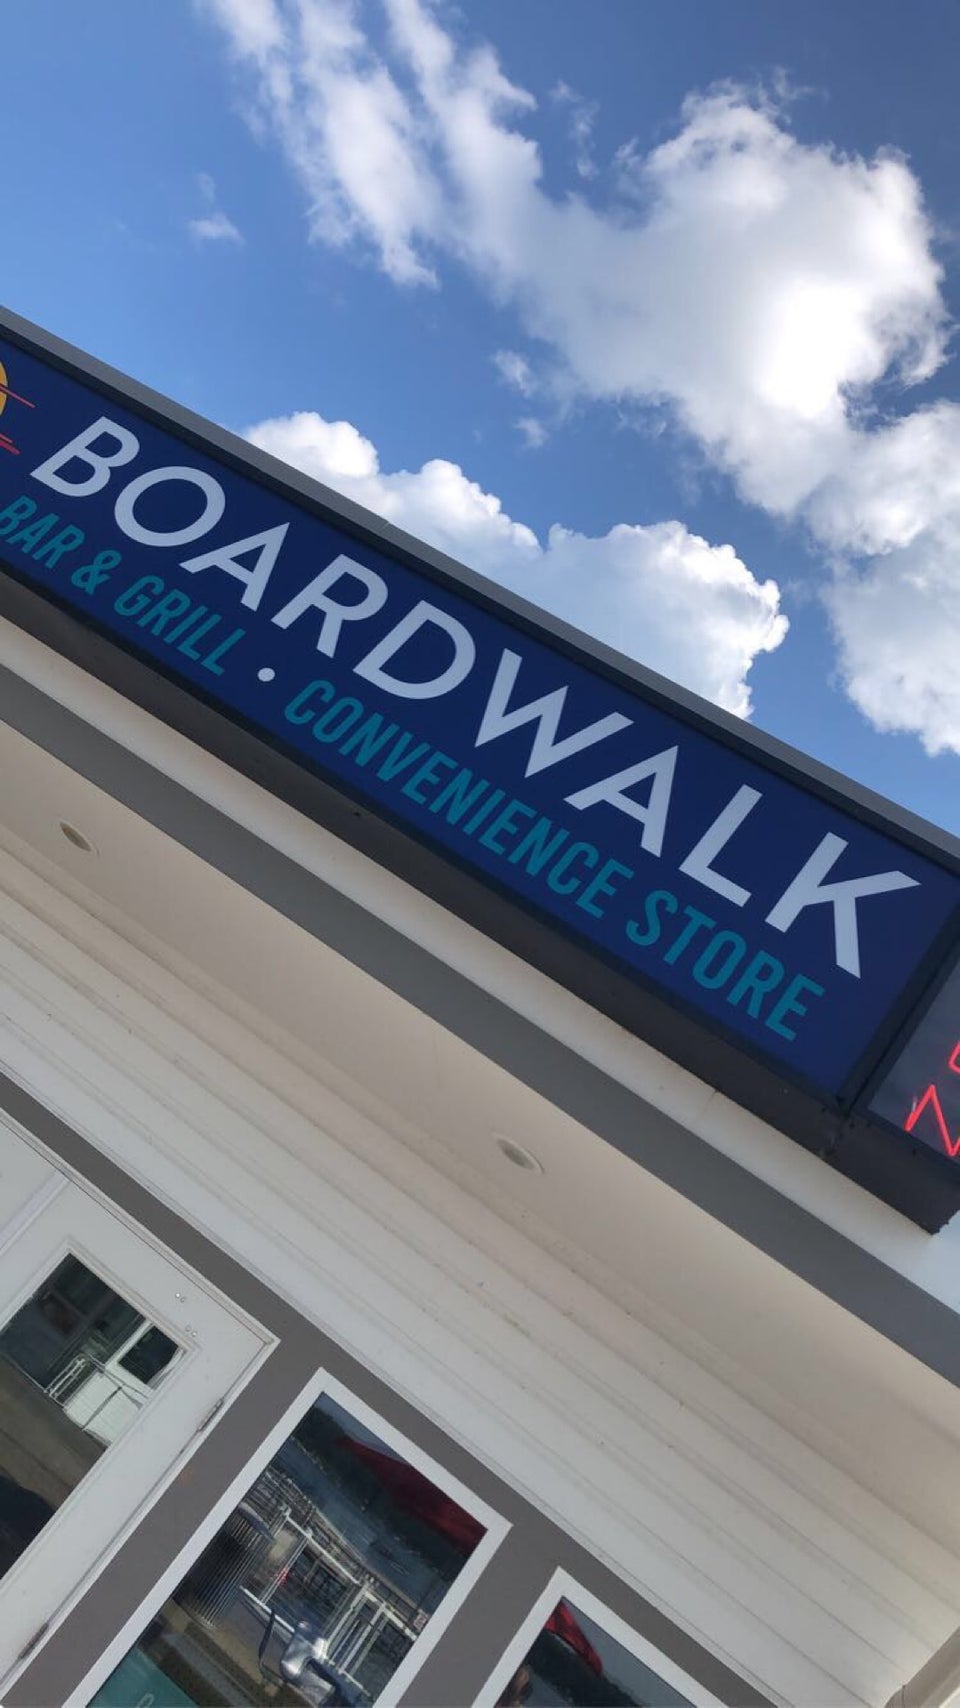 BOARDWALK
BAR & GRILL • CONVENIENCE STORE